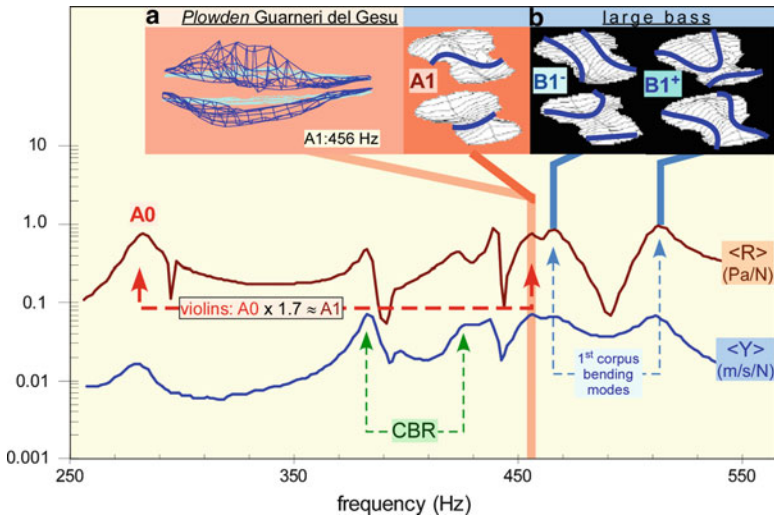 a Plowden Guarneri del Gesu
b large bass
A1:456 Hz
A1
B1-
B1+
10
1.0
0.1
0.01
0.001
A0
violins: A0 x 1.7 ≈ A1
<R>
(Pa/N)
<Y>
(m/s/N)
1st corpus
bending
modes
CBR
250 350 450 550
frequency (Hz)